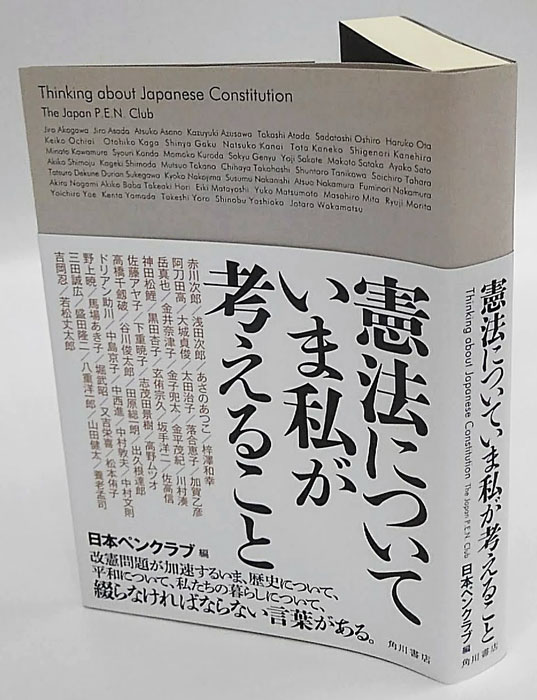 Thinking about Japanese Constitution
The Japan P.E.N. Club
Jiro Akagawa Jiro Asada Atsuko Asano Kazuyuki Azusawa Takashi Atoda Sadatoshi Oshiro Haruko Ota
Keiko Ochiai Otohiko Kaga Shinya Gaku Natsuko Kanai Tota Kaneko Shigenori Kanehira
Minato Kawamura Syouri Kanda Momoko Kuroda Sokyu Genyu Yoji Sakate Makoto Sataka Ayako Sato
Akiko Shimoju Kageki Shimoda Mutsuo Takano Chihaya Takahashi Shuntaro Tanikawa Soichiro Tahara
Tatsuro Dekune Durian Sukegawa Kyoko Nakajima Susumu Nakanishi Atsuo Nakamura Fuminori Nakamura
Akira Nogami Akiko Baba Takeaki Hori Eiki Matayoshi Yuko Matsumoto Masahiro Mita Ryuji Morita
Yoichiro Yae Kenta Yamada Takeshi Yoro Shinobu Yoshioka Jotaro Wakamatsu
憲法について
いま私が
考えること
赤川次郎／浅田次郎／あさのあつこ／梓澤和幸
阿刀田高／大城貞俊／太田治子／落合恵子／加賀乙彦
岳真也／金井奈津子／金子兜太／金平茂紀／川村湊
神田松鯉／黒田杏子／玄侑宗久／坂手洋二／佐高信
佐藤アヤ子／下重暁子／志茂田景樹／高野ムツオ
高橋千劔破／谷川俊太郎／田原総一朗／出久根達郎
ドリアン助川／中島京子／中西進／中村敦夫／中村文則
野上暁／馬場あき子／堀武昭／又吉栄喜／松本侑子
三田誠広／盛田隆二／八重洋一郎／山田健太／養老孟司
吉岡忍／若松丈太郎
日本ペンクラブ 編
改憲問題が加速するいま、歴史について、
平和について、私たちの暮らしについて、
綴らなければならない言葉がある。
角川書店
憲法についていま私が考えること
Thinking about Japanese Constitution The Japan P.E.N. Club
日本ペンクラブ 編
角川書店